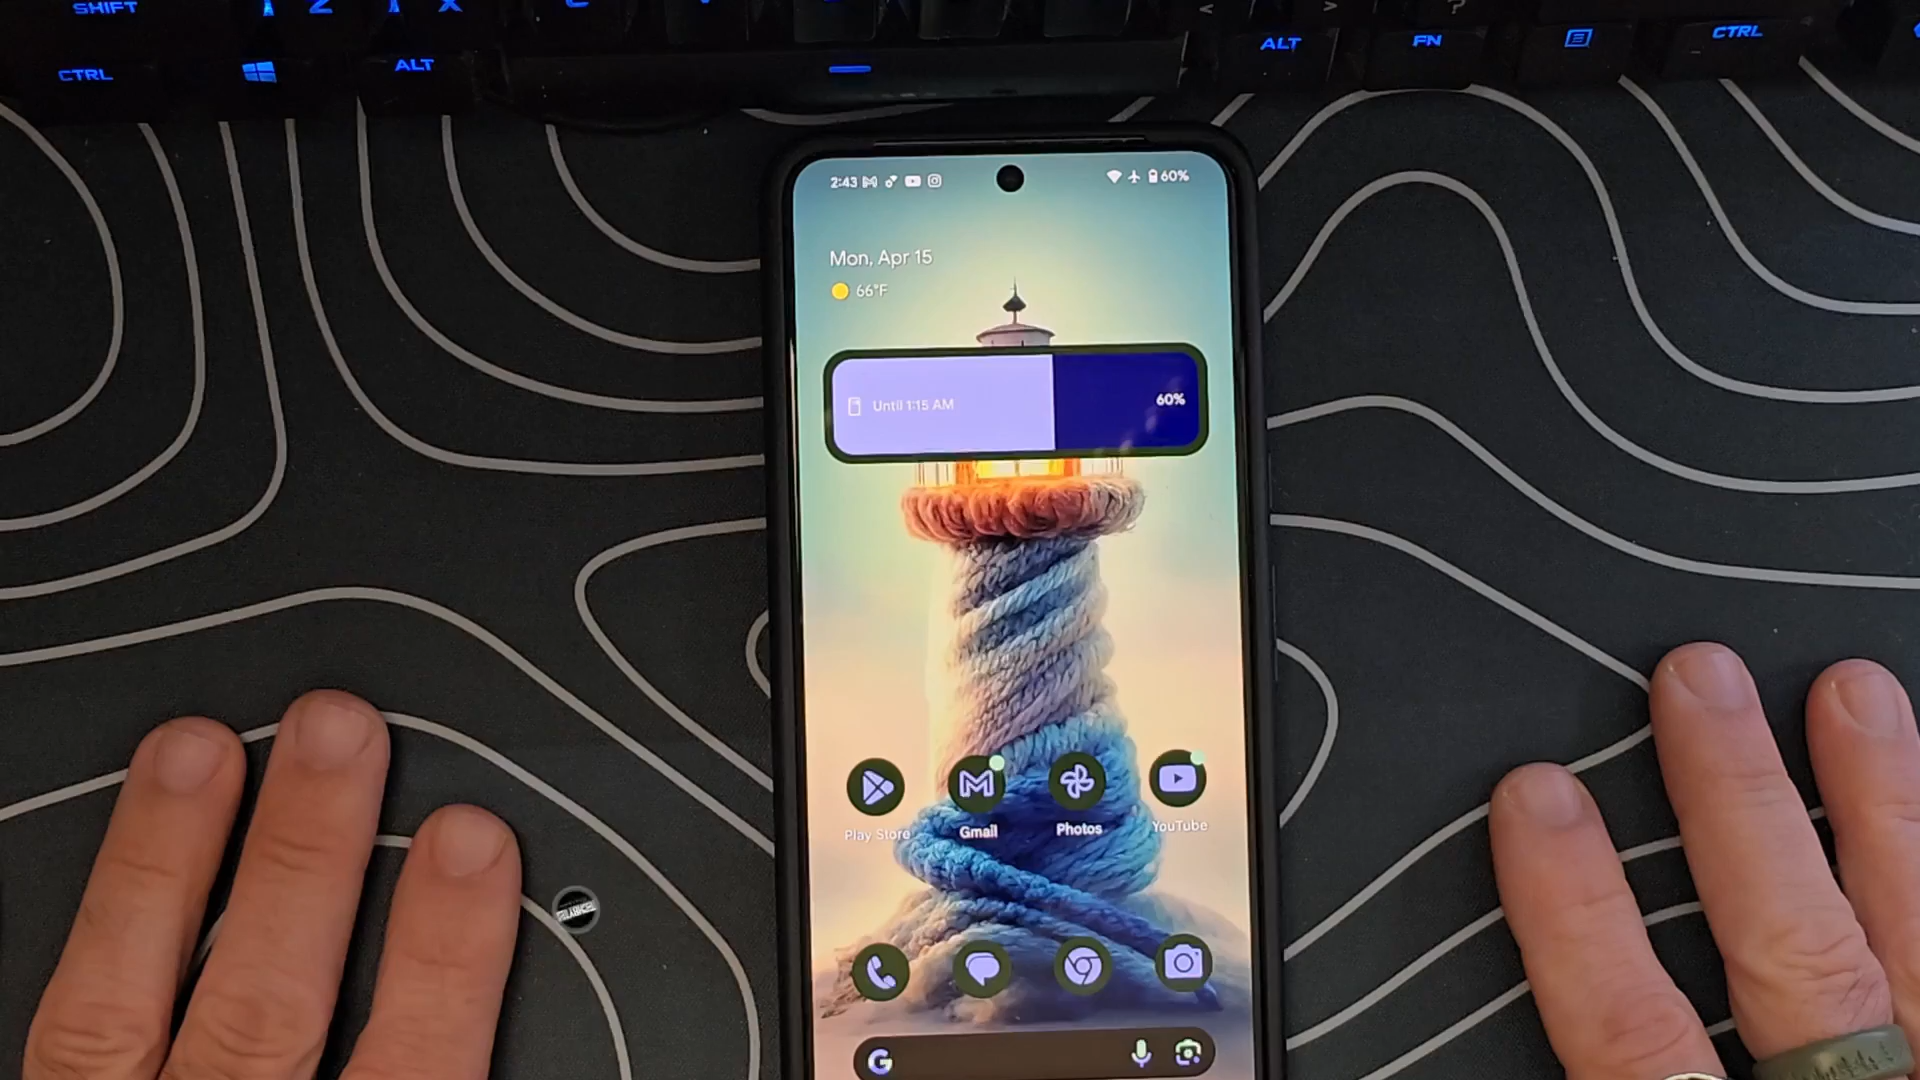 SHIFT
Z
X
<
>
?
CTRL
ALT
ALT
FN
CTRL
2:43
60%
Mon, Apr 15
66°F
Until 1:15 AM
60%
Play Store
Gmail
Photos
YouTube